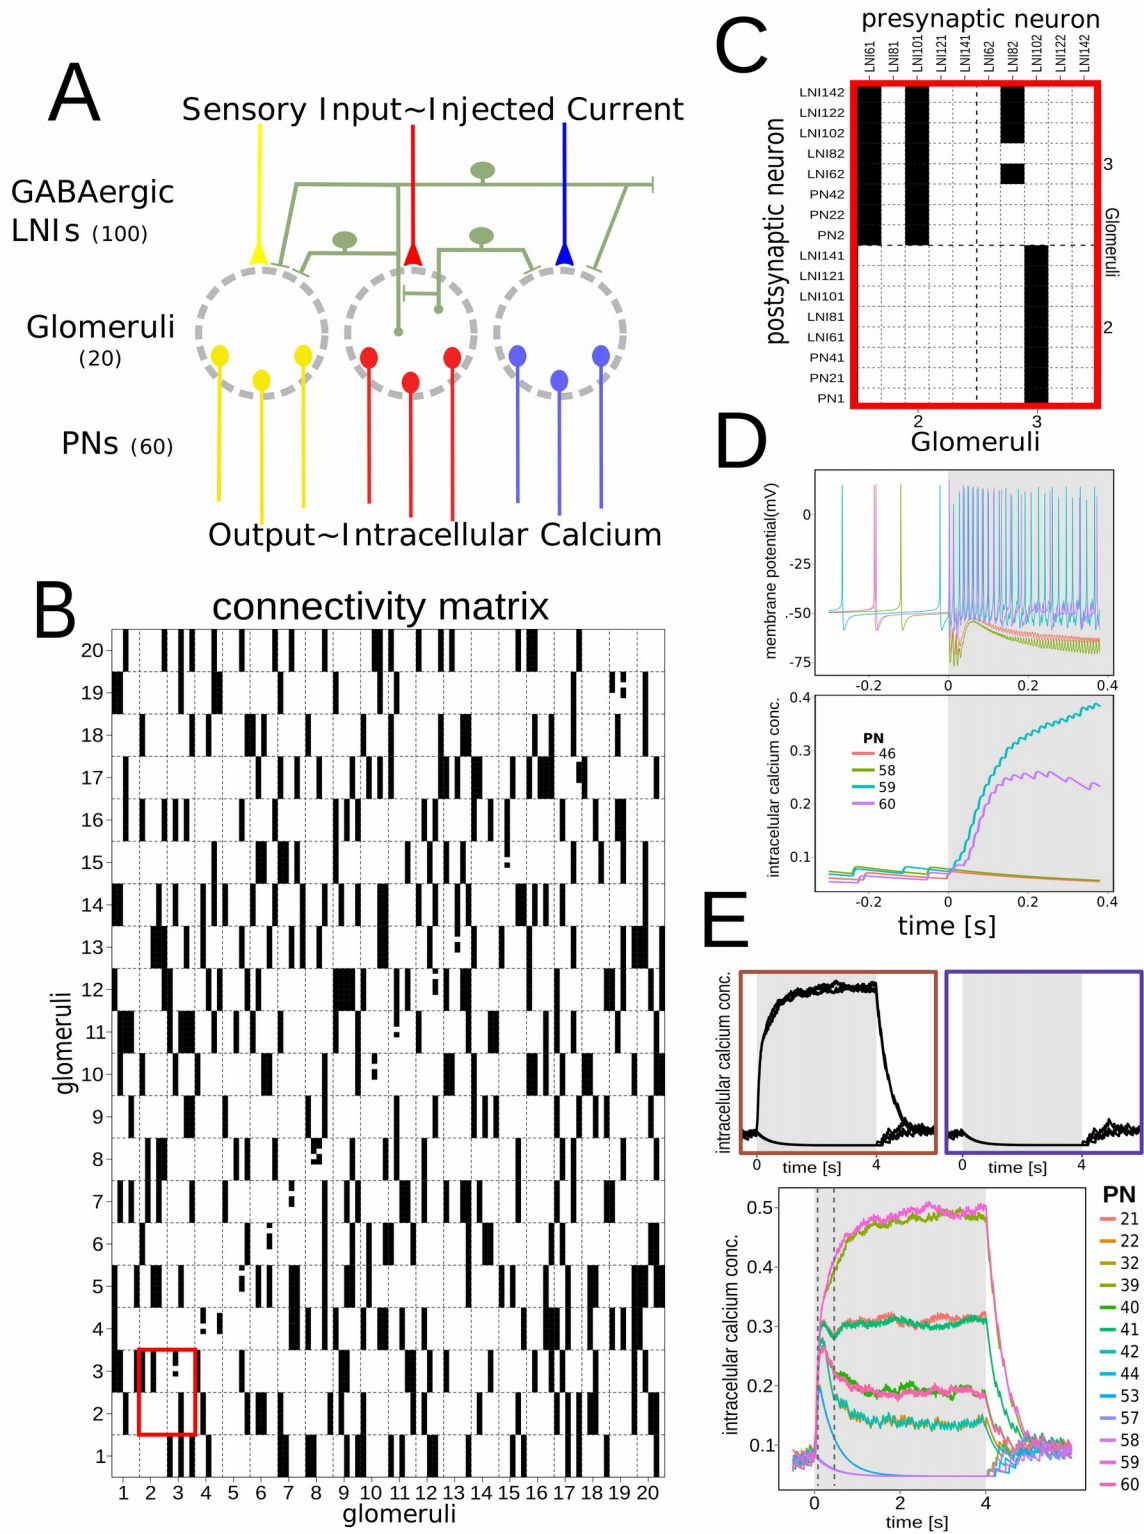 A
Sensory Input~Injected Current
GABAergic
LNIs (100)
Glomeruli
(20)
PNs (60)
Output~Intracellular Calcium
B
connectivity matrix
glomeruli
20
19
18
17
16
15
14
13
12
11
10
9
8
7
6
5
4
3
2
1
1 2 3 4 5 6 7 8 9 10 11 12 13 14 15 16 17 18 19 20
glomeruli
C
presynaptic neuron
LNI61 LNI81 LNI101 LNI121 LNI141 LNI62 LNI82 LNI102 LNI122 LNI142
postsynaptic neuron
LNI142
LNI122
LNI102
LNI82
LNI62
PN42
PN22
PN2
LNI141
LNI121
LNI101
LNI81
LNI61
PN41
PN21
PN1
3
Glomeruli
2
2 3
Glomeruli
D
membrane potential(mV)
0
-25
-50
-75
-0.2 0 0.2 0.4
intracelular calcium conc.
0.4
0.3
0.2
0.1
PN
46
58
59
60
-0.2 0 0.2 0.4
time [s]
E
intracelular calcium conc.
0 time [s] 4
0 time [s] 4
intracelular calcium conc.
0.5
0.4
0.3
0.2
0.1
0 2 4
time [s]
PN
21
22
32
39
40
41
42
44
53
57
58
59
60